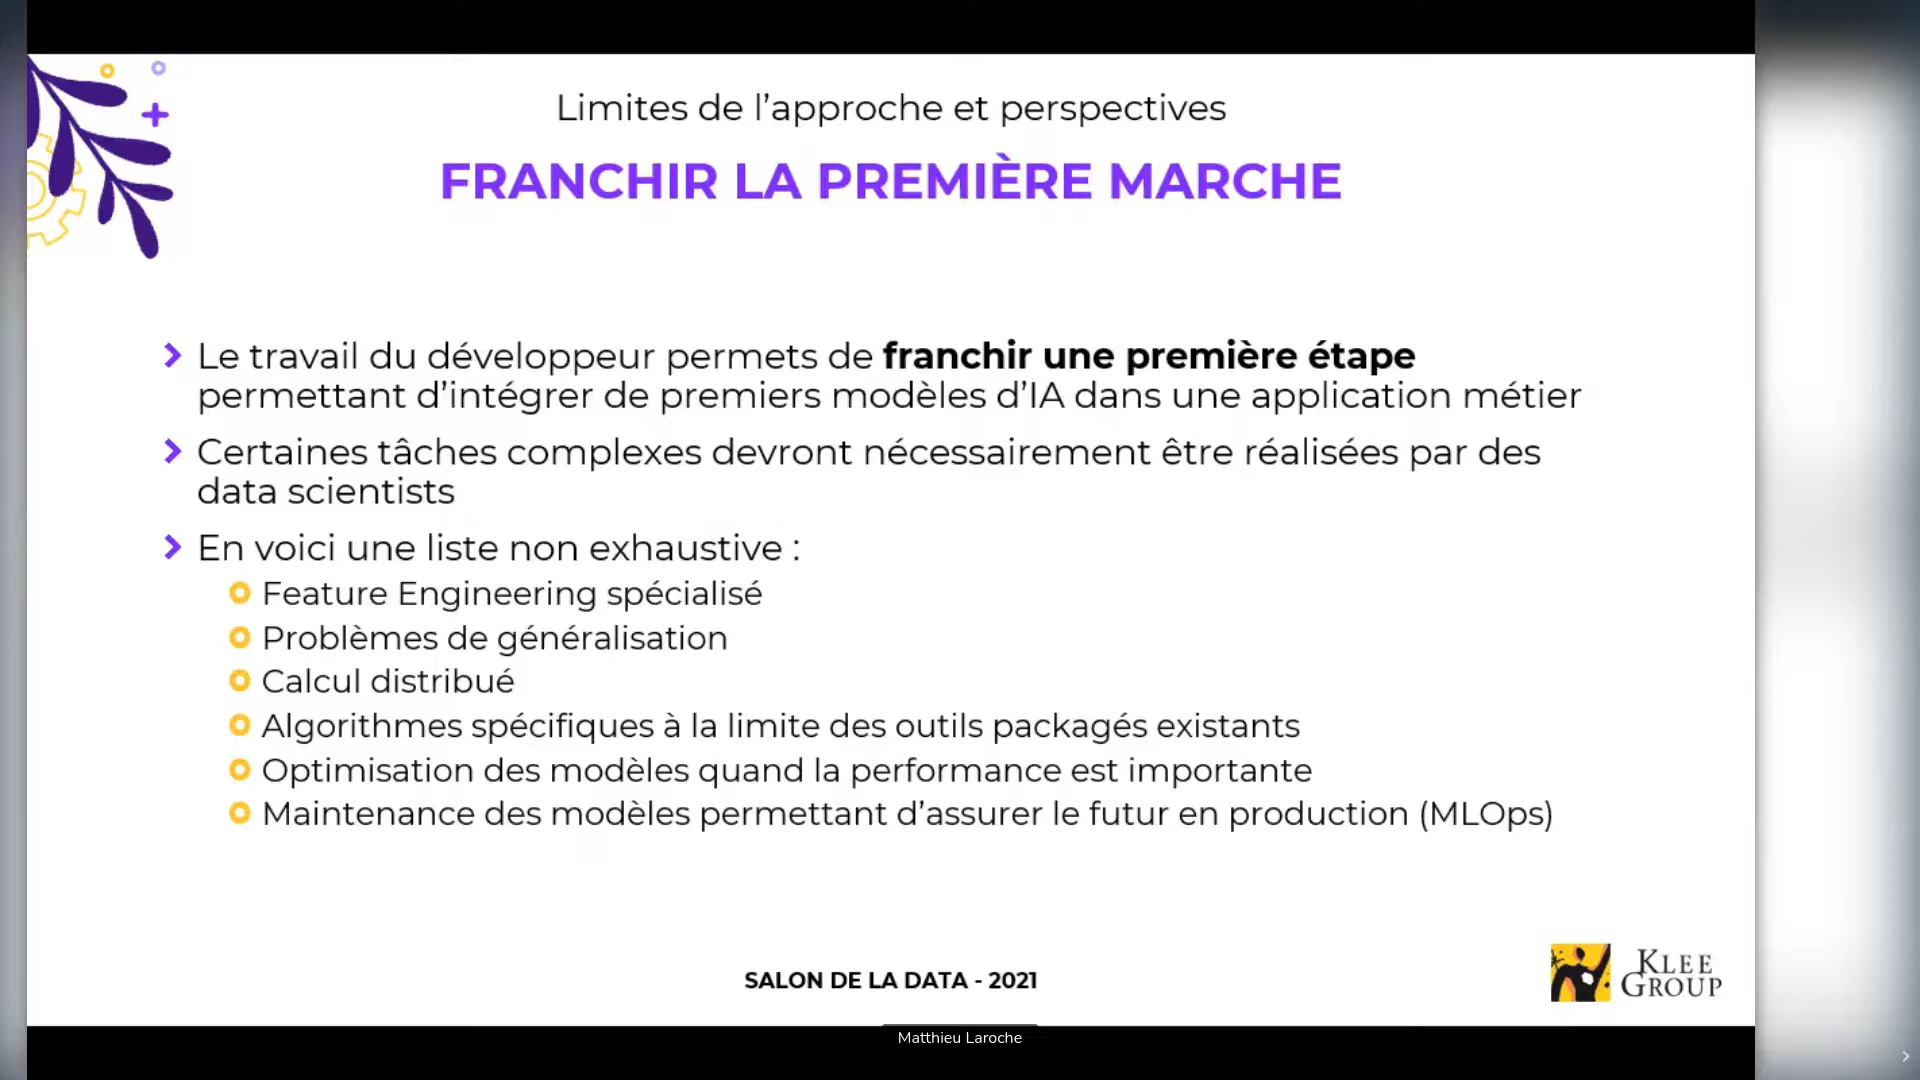 Limites de l’approche et perspectives
FRANCHIR LA PREMIÈRE MARCHE
Le travail du développeur permets de franchir une première étape
permettant d’intégrer de premiers modèles d’IA dans une application métier
Certaines tâches complexes devront nécessairement être réalisées par des
data scientists
En voici une liste non exhaustive :
Feature Engineering spécialisé
Problèmes de généralisation
Calcul distribué
Algorithmes spécifiques à la limite des outils packagés existants
Optimisation des modèles quand la performance est importante
Maintenance des modèles permettant d’assurer le futur en production (MLOps)
SALON DE LA DATA - 2021
KLEE
GROUP
Matthieu Laroche